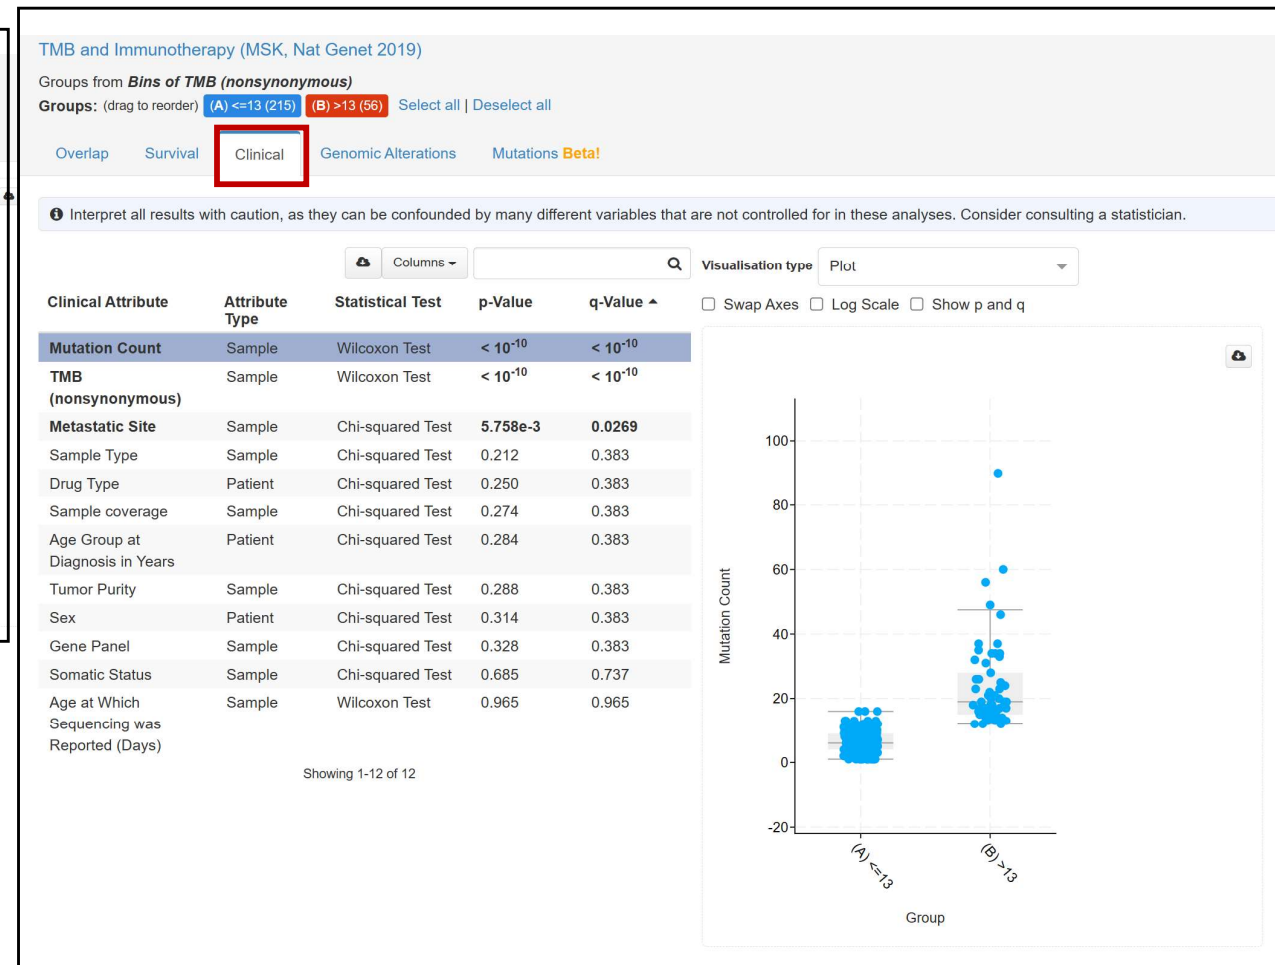 TMB and Immunotherapy (MSK, Nat Genet 2019)
Groups from Bins of TMB (nonsynonymous)
Groups: (drag to reorder) (A) <=13 (215) (B) >13 (56) Select all | Deselect all
Overlap Survival Clinical Genomic Alterations Mutations Beta!
Interpret all results with caution, as they can be confounded by many different variables that are not controlled for in these analyses. Consider consulting a statistician.
Columns
Clinical Attribute Attribute Type Statistical Test p-Value q-Value
Mutation Count Sample Wilcoxon Test < 10^-10 < 10^-10
TMB (nonsynonymous) Sample Wilcoxon Test < 10^-10 < 10^-10
Metastatic Site Sample Chi-squared Test 5.758e-3 0.0269
Sample Type Sample Chi-squared Test 0.212 0.383
Drug Type Patient Chi-squared Test 0.250 0.383
Sample coverage Sample Chi-squared Test 0.274 0.383
Age Group at Diagnosis in Years Patient Chi-squared Test 0.284 0.383
Tumor Purity Sample Chi-squared Test 0.288 0.383
Sex Patient Chi-squared Test 0.314 0.383
Gene Panel Sample Chi-squared Test 0.328 0.383
Somatic Status Sample Chi-squared Test 0.685 0.737
Age at Which Sequencing was Reported (Days) Sample Wilcoxon Test 0.965 0.965
Showing 1-12 of 12
Visualisation type Plot
Swap Axes Log Scale Show p and q
100
80
60
40
20
0
-20
Mutation Count
(A) <=13
(B) >13
Group